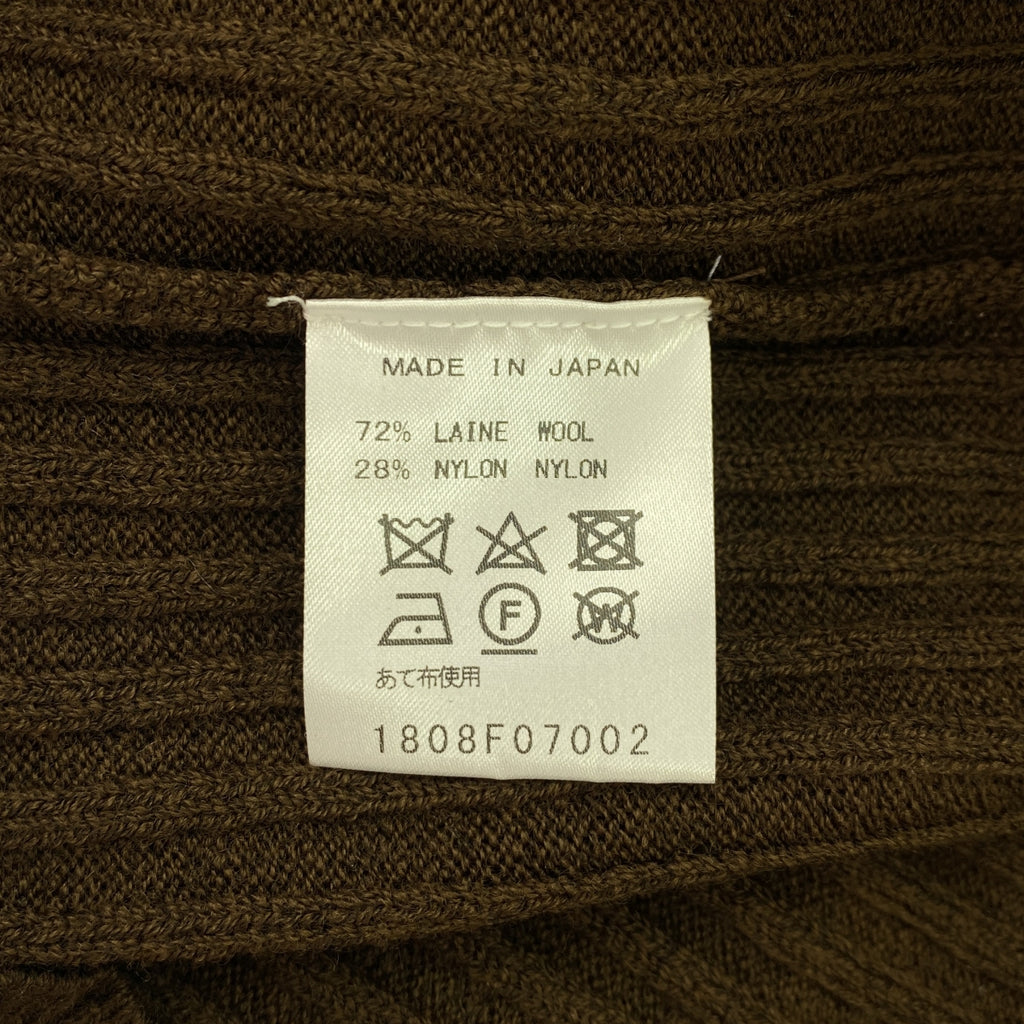 MADE IN JAPAN
72% LAINE WOOL
28% NYLON NYLON
F W
あて布使用
1808F07002